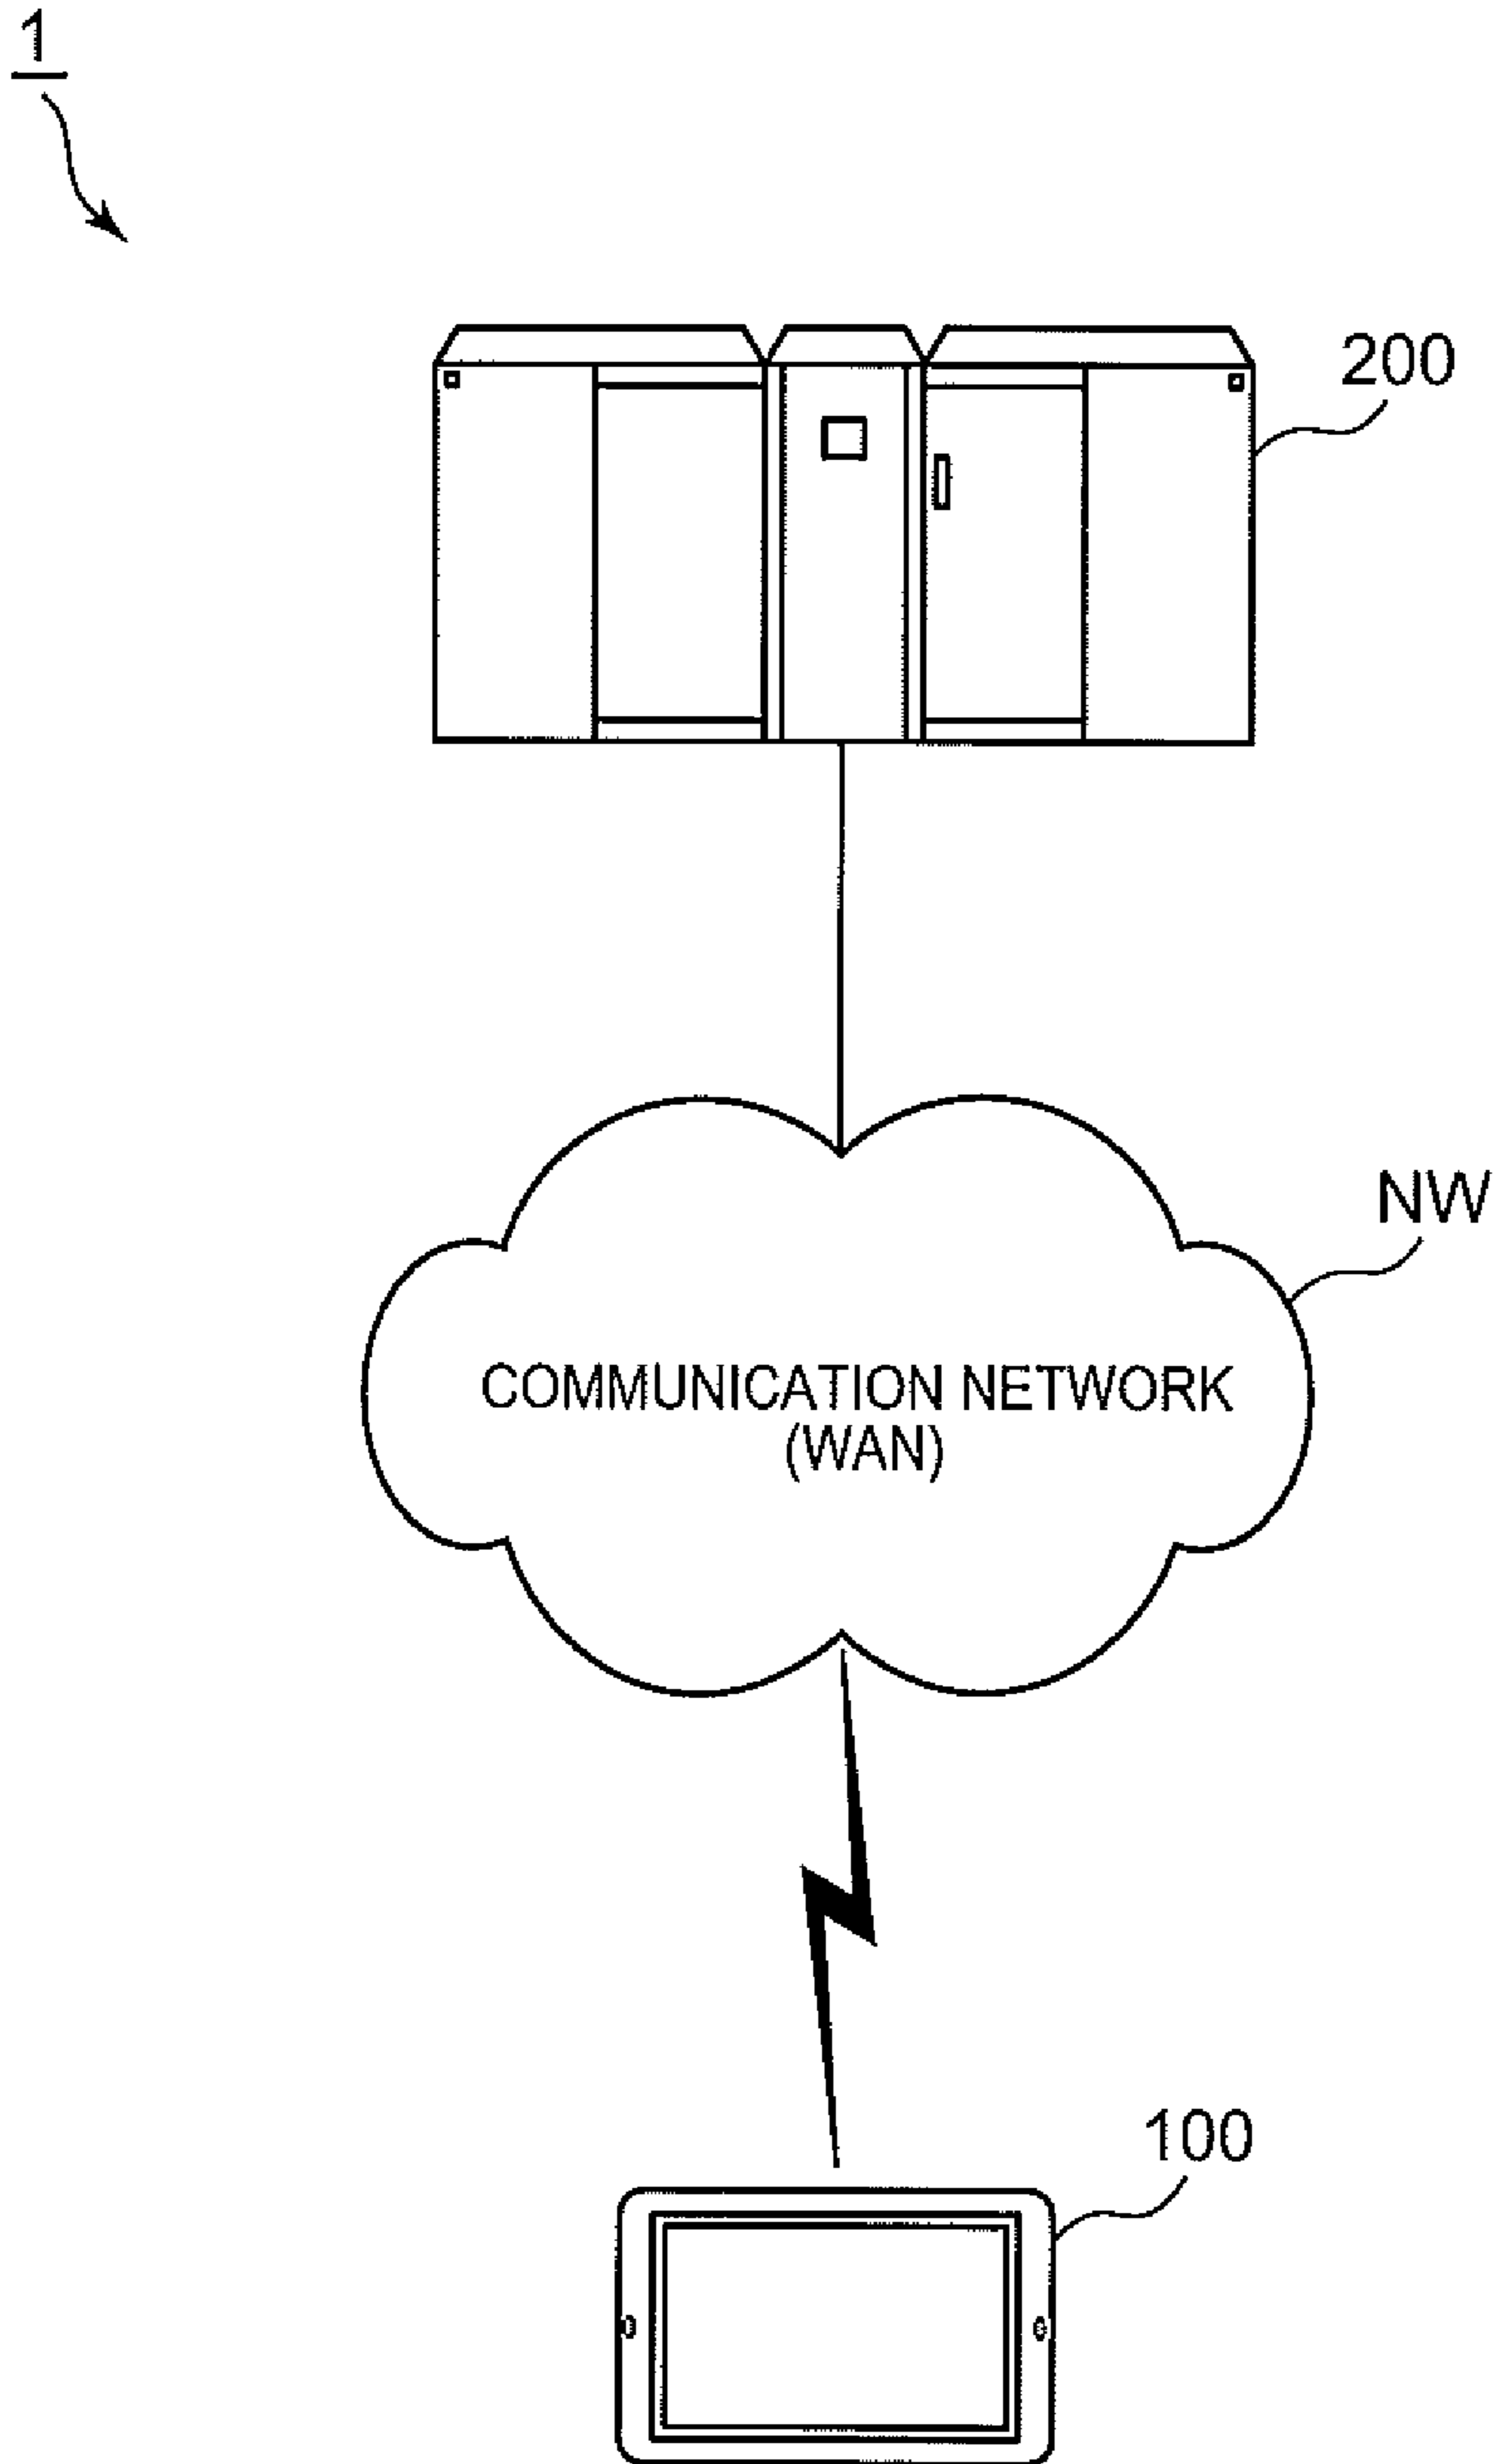 1
200
NW
COMMUNICATION NETWORK
(WAN)
100